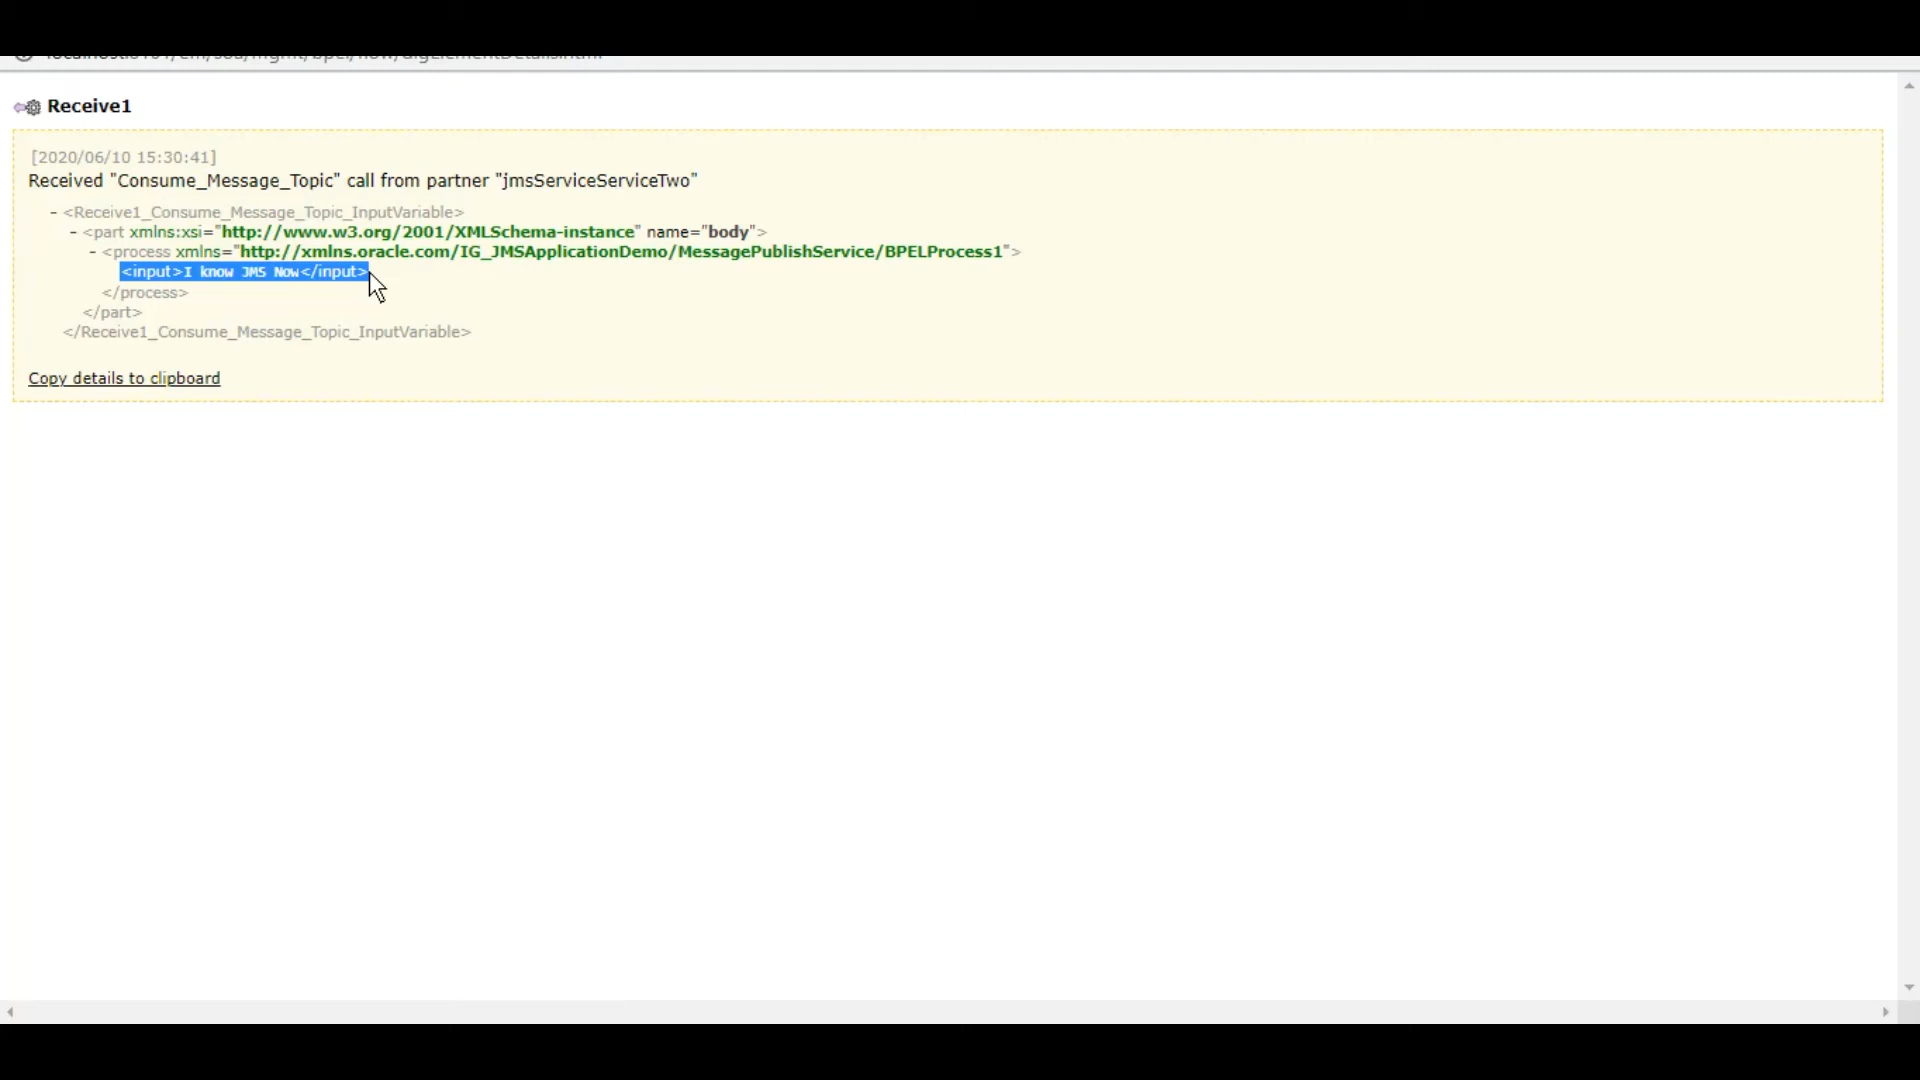 Receive1
[2020/06/10 15:30:41]
Received "Consume_Message_Topic" call from partner "jmsServiceServiceTwo"
- <Receive1_Consume_Message_Topic_InputVariable>
- <part xmlns:xsi="http://www.w3.org/2001/XMLSchema-instance" name="body">
- <process xmlns="http://xmlns.oracle.com/IG_JMSApplicationDemo/MessagePublishService/BPELProcess1">
<input>I know JMS Now</input>
</process>
</part>
</Receive1_Consume_Message_Topic_InputVariable>
Copy details to clipboard